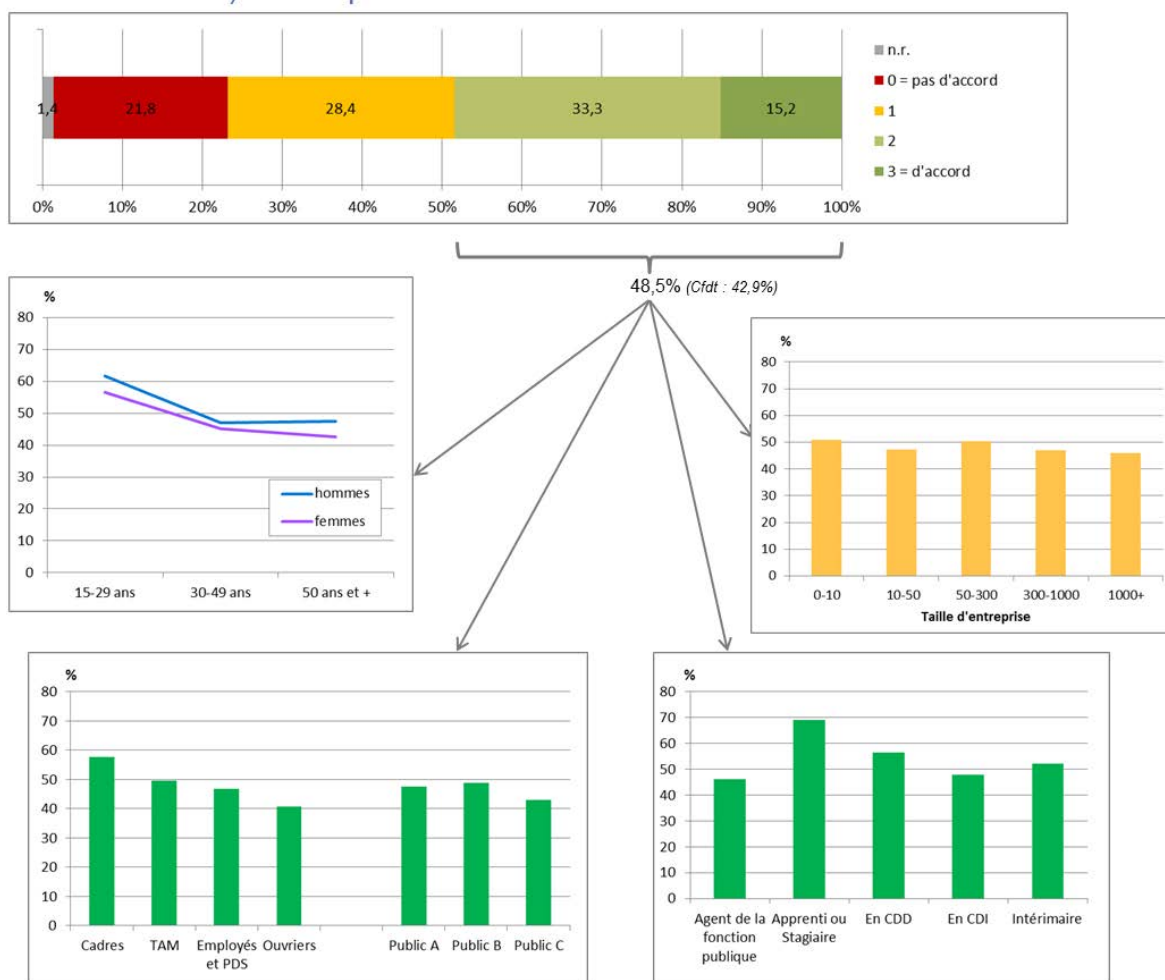 1,4 21,8 28,4 33,3 15,2
n.r.
0 = pas d'accord
1
2
3 = d'accord
0% 10% 20% 30% 40% 50% 60% 70% 80% 90% 100%
48,5% (Cfdt : 42,9%)
%
80
70
60
50
40
30
20
10
0
hommes
femmes
15-29 ans 30-49 ans 50 ans et +
%
80
70
60
50
40
30
20
10
0
0-10 10-50 50-300 300-1000 1000+
Taille d'entreprise
%
80
70
60
50
40
30
20
10
0
Cadres TAM Employés Ouvriers Public A Public B Public C
et PDS
%
80
70
60
50
40
30
20
10
0
Agent de la Apprenti ou En CDD En CDI Intérimaire
fonction Stagiaire
publique